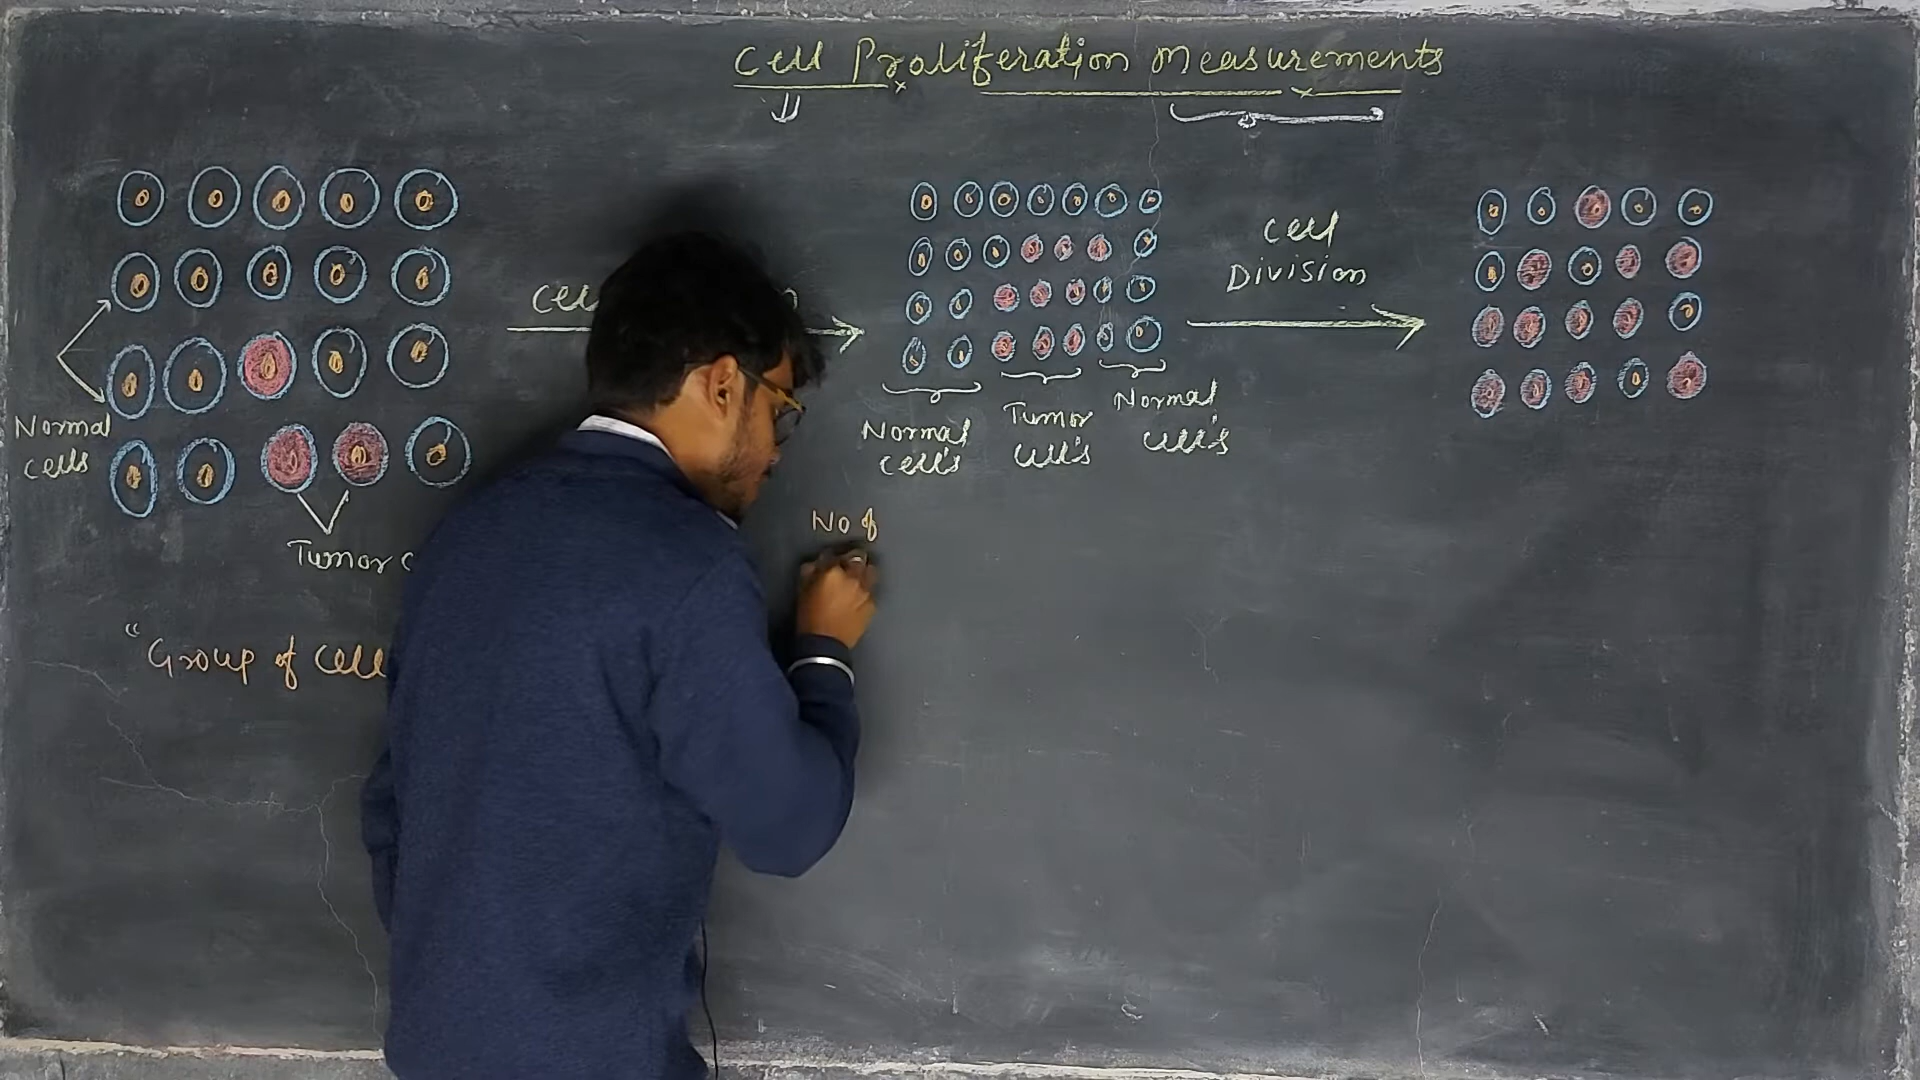 Cell Proliferation Measurements
Cell
Division
Normal
Cells
Tumor
Normal
Cell's
Tumor
Cell's
Normal
Cell's
No of
"Group of Cell